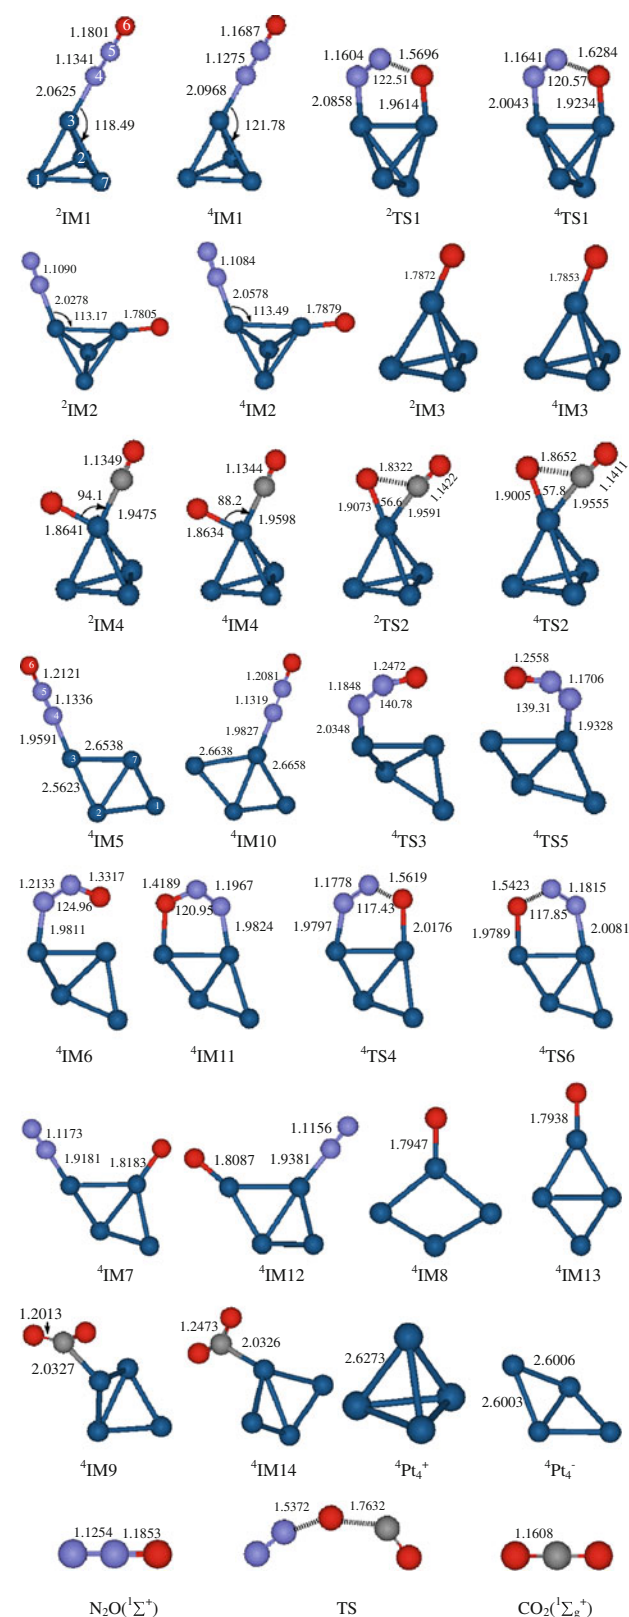 1.1801 6 1.1687 1.1604 1.5696 1.1641 1.6284
1.1341 5 1.1275 122.51 120.57
2.0625 4 2.0968 2.0858 1.9614 2.0043 1.9234
3 118.49 121.78
2
1 7
²IM1 ⁴IM1 ²TS1 ⁴TS1
1.1090 1.1084 1.7872 1.7853
2.0278 1.7805 2.0578 1.7879
113.17 113.49
²IM2 ⁴IM2 ²IM3 ⁴IM3
1.1349 1.1344 1.8322 1.1422 1.8652 1.1411
94.1 88.2 1.9073 56.6 1.9005 57.8
1.8641 1.9475 1.8634 1.9598 1.9591 1.9555
²IM4 ⁴IM4 ²TS2 ⁴TS2
6 1.2121 1.2081 1.2472 1.2558
5 1.1336 1.1319 1.1848 140.78 1.1706
4 139.31
1.9591 2.6538 1.9827 2.0348 1.9328
3 7 2.6638 2.6658
2.5623 1
2
⁴IM5 ⁴IM10 ⁴TS3 ⁴TS5
1.2133 1.3317 1.4189 1.1967 1.1778 1.5619 1.5423 1.1815
124.96 120.95 117.43 117.85
1.9811 1.9824 1.9797 2.0176 1.9789 2.0081
⁴IM6 ⁴IM11 ⁴TS4 ⁴TS6
1.1173 1.1156 1.7947 1.7938
1.9181 1.8183 1.8087 1.9381
⁴IM7 ⁴IM12 ⁴IM8 ⁴IM13
1.2013 1.2473 2.6273 2.6006
2.0327 2.0326 2.6003
⁴IM9 ⁴IM14 ⁴Pt₄⁺ ⁴Pt₄⁻
1.1254 1.1853 1.5372 1.7632 1.1608
N₂O(¹Σ⁺) TS CO₂(¹Σg⁺)